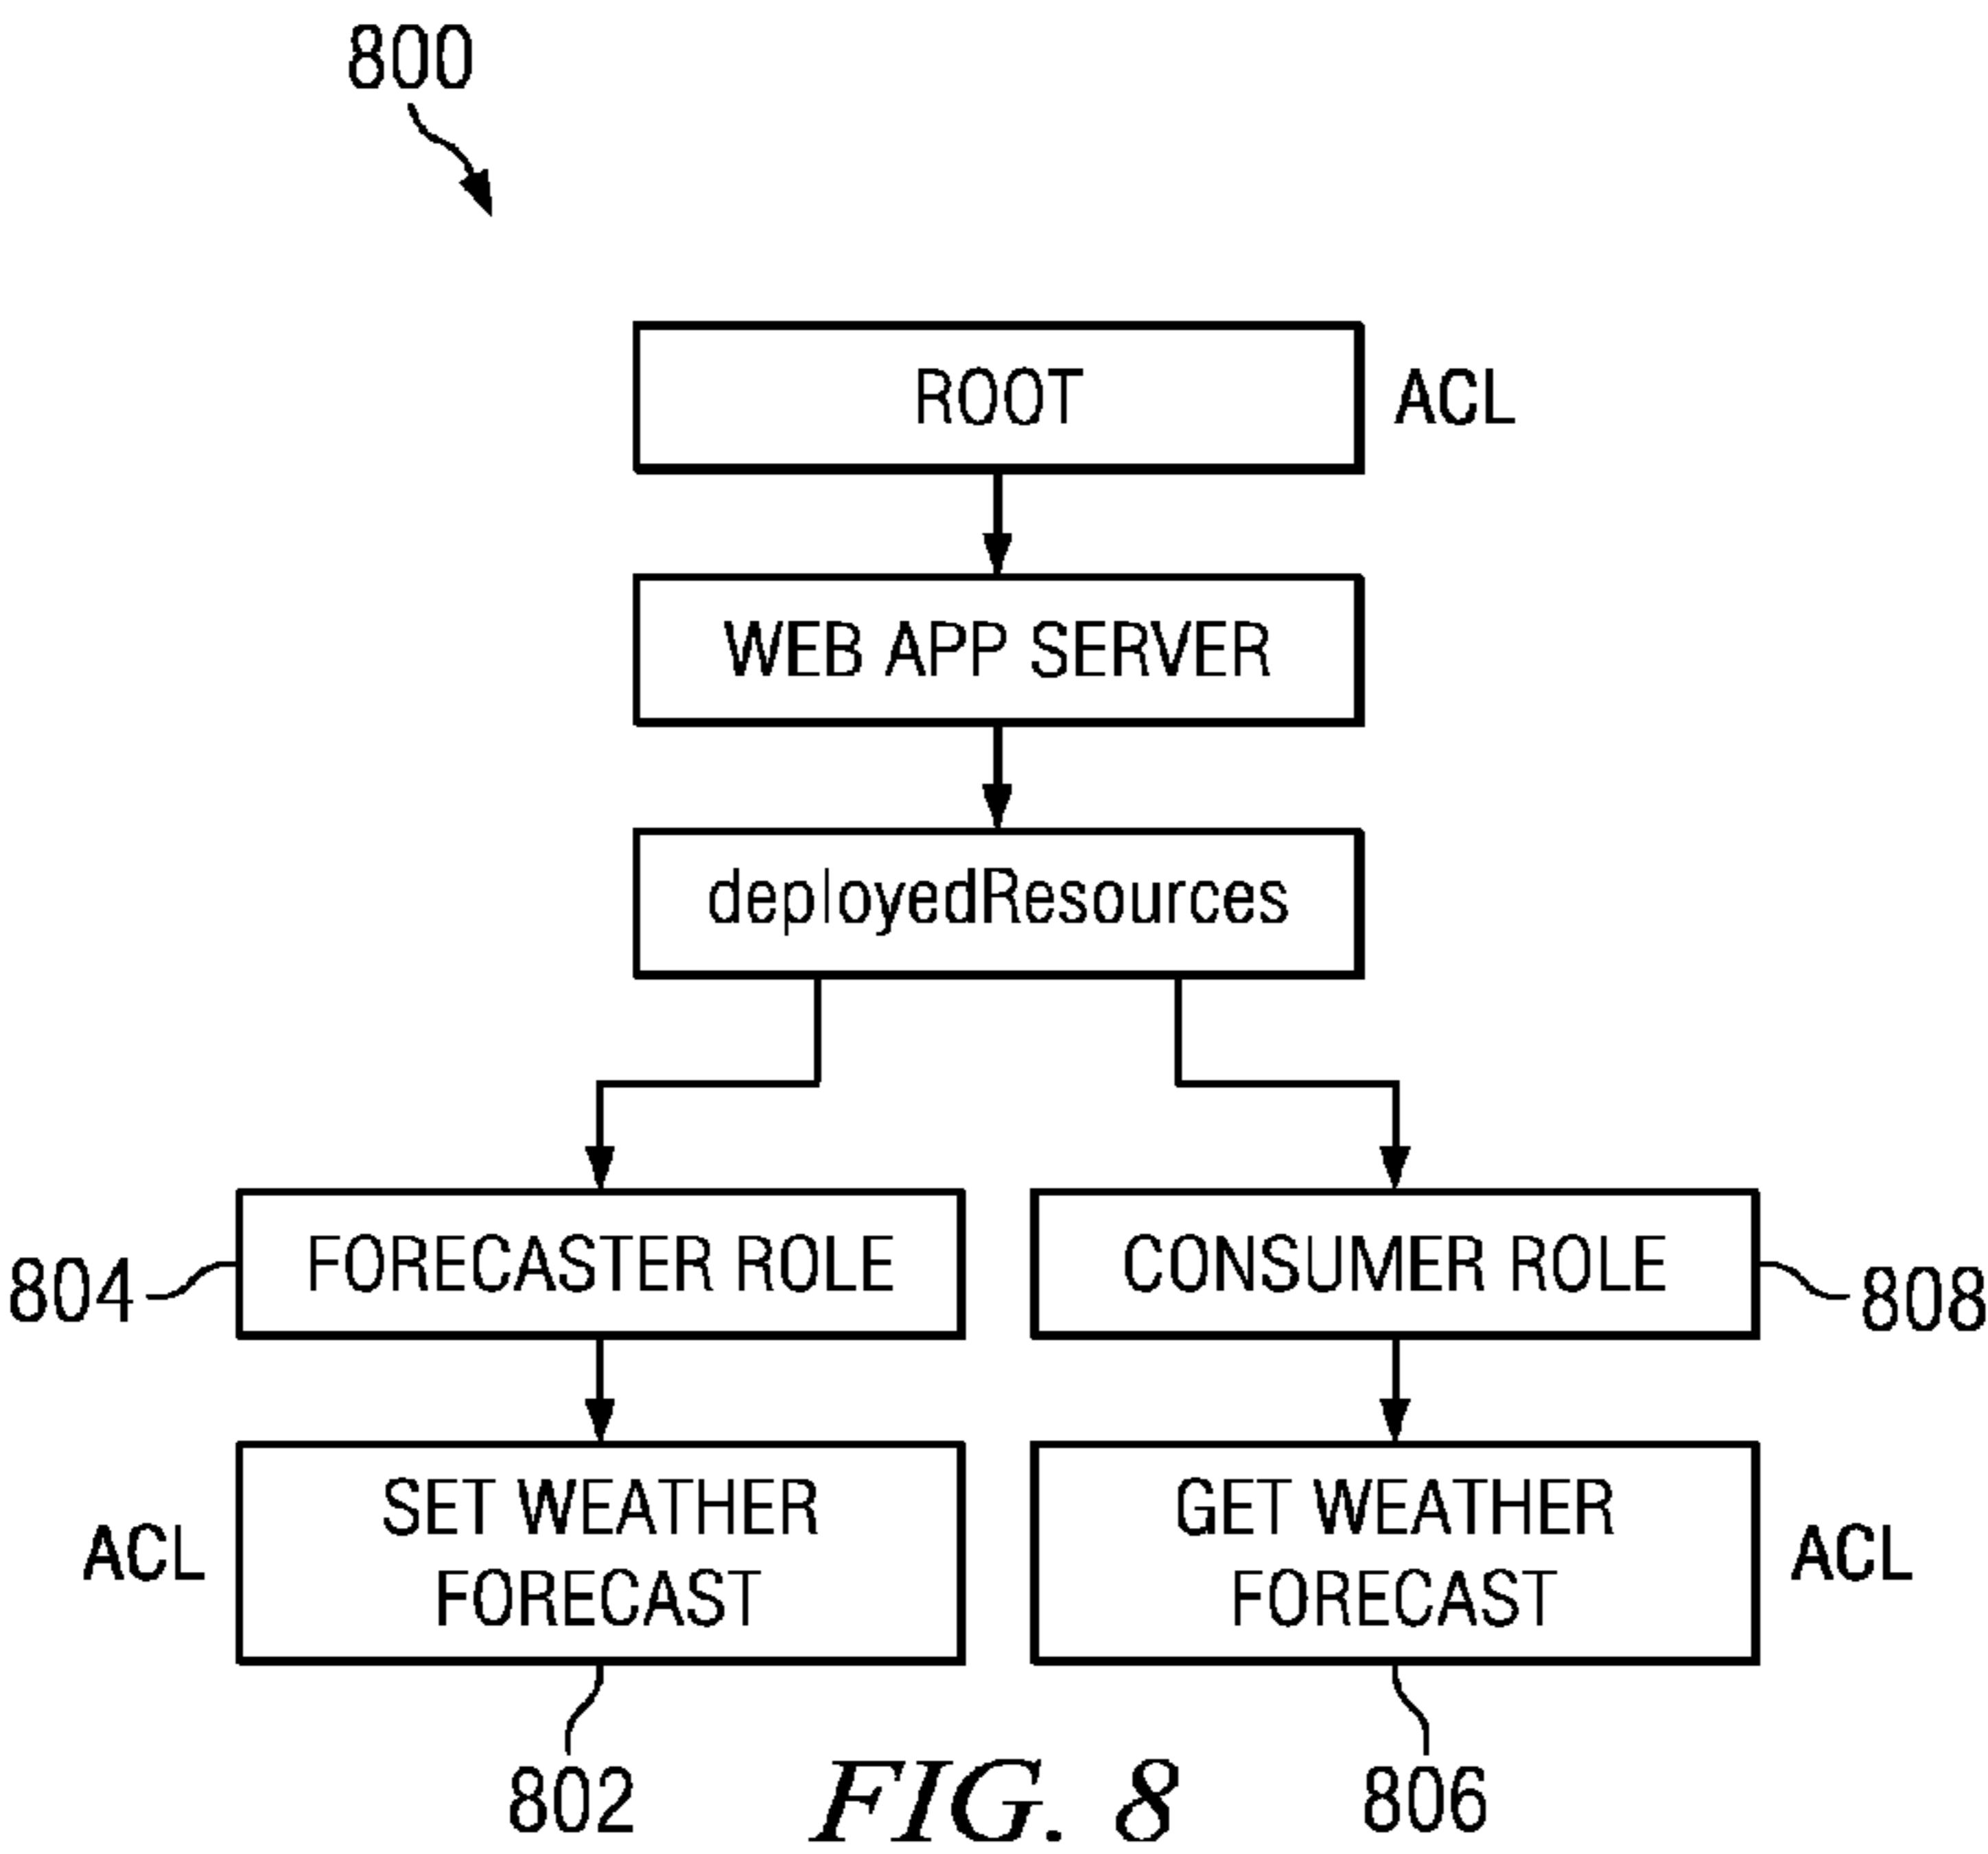 800
ROOT
ACL
WEB APP SERVER
deployedResources
804
FORECASTER ROLE
CONSUMER ROLE
808
ACL
SET WEATHER
FORECAST
GET WEATHER
FORECAST
ACL
802
FIG. 8
806